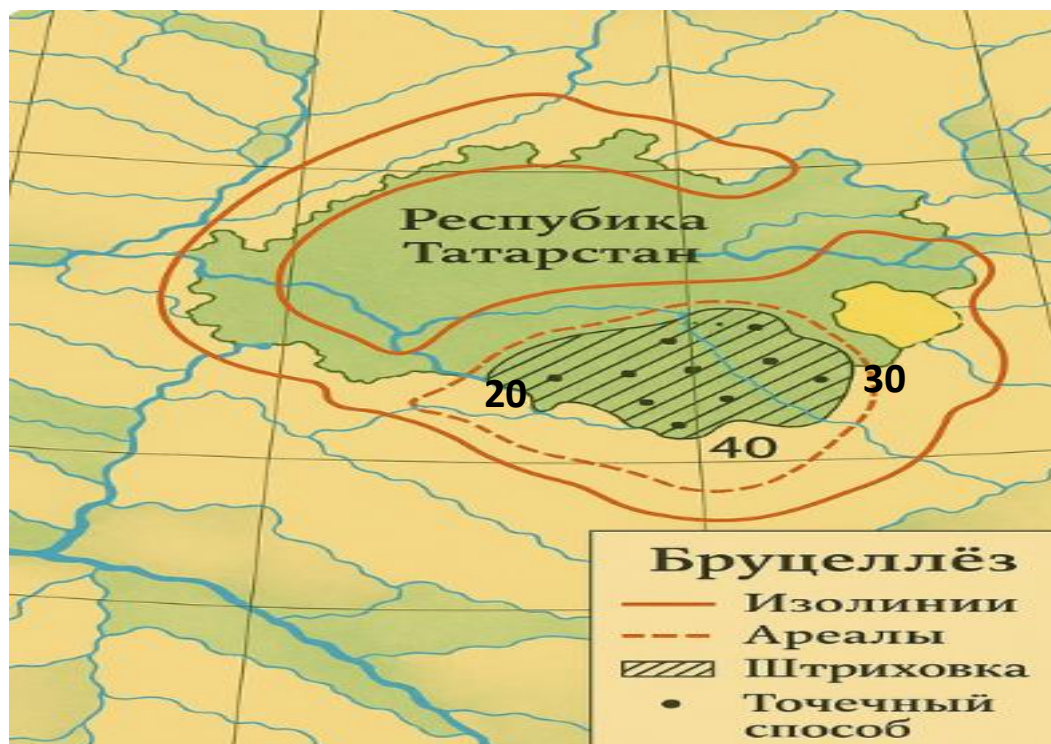 Респубика
Татарстан
20
30
40
Бруцеллёз
Изолинии
Ареалы
Штриховка
Точечный
способ